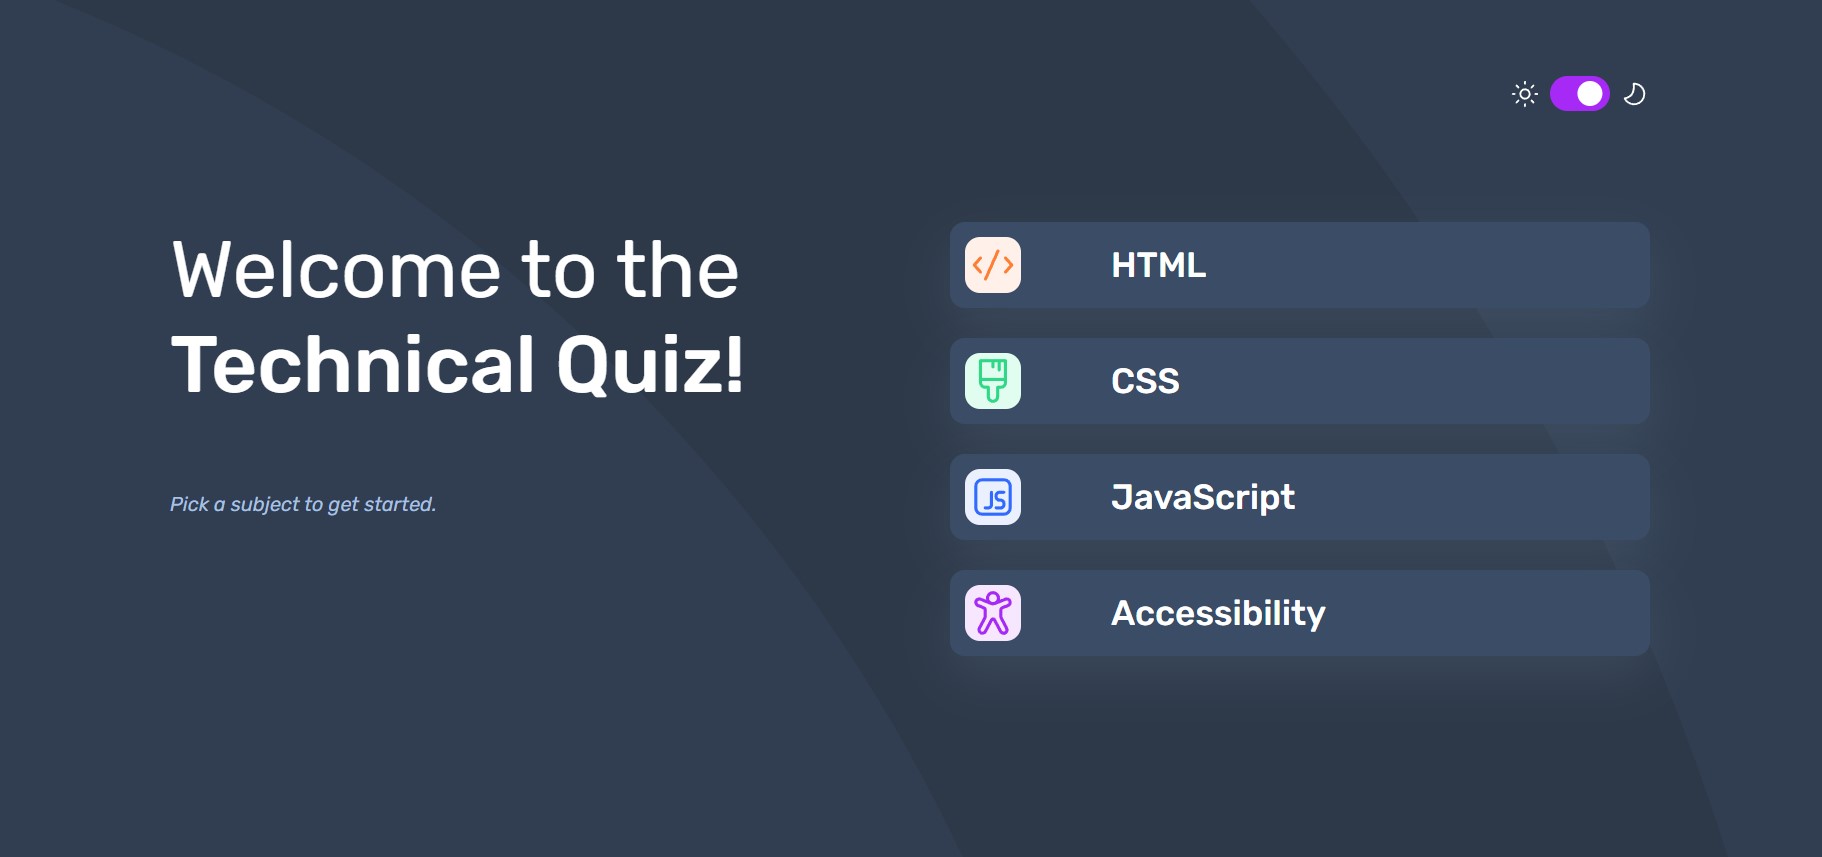 Welcome to the
Technical Quiz!
Pick a subject to get started.
HTML
CSS
JS
JavaScript
Accessibility